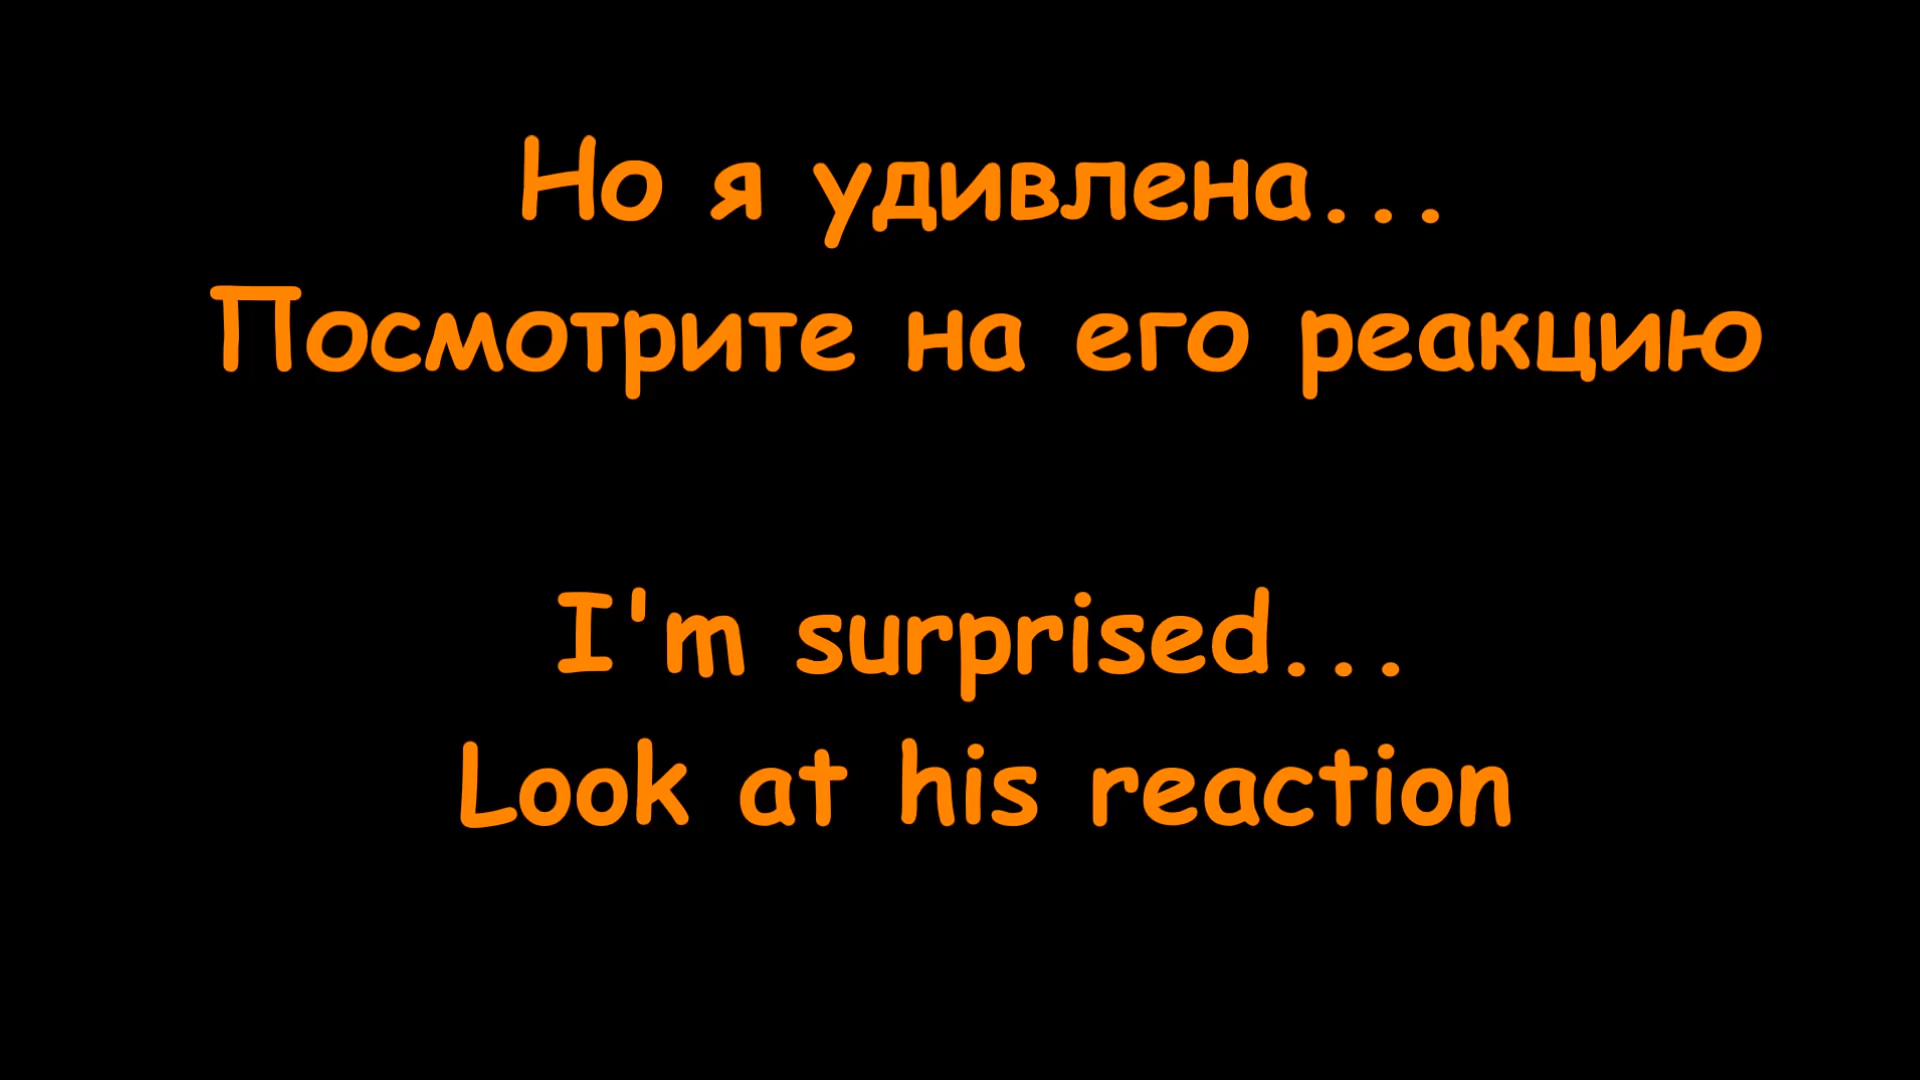 Но я удивлена...
Посмотрите на его реакцию
I'm surprised...
Look at his reaction